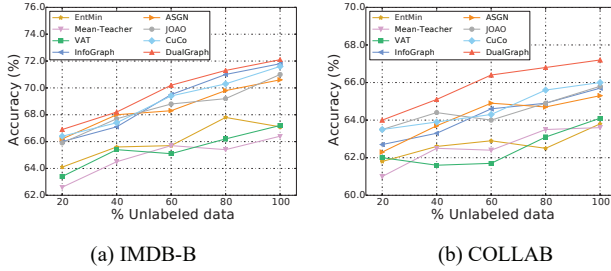 76.0
74.0
72.0
70.0
68.0
66.0
64.0
62.0
Accuracy (%)
EntMin
Mean-Teacher
VAT
InfoGraph
ASGN
JOAO
CuCo
DualGraph
20 40 60 80 100
% Unlabeled data
(a) IMDB-B
70.0
68.0
66.0
64.0
62.0
60.0
Accuracy (%)
EntMin
Mean-Teacher
VAT
InfoGraph
ASGN
JOAO
CuCo
DualGraph
20 40 60 80 100
% Unlabeled data
(b) COLLAB